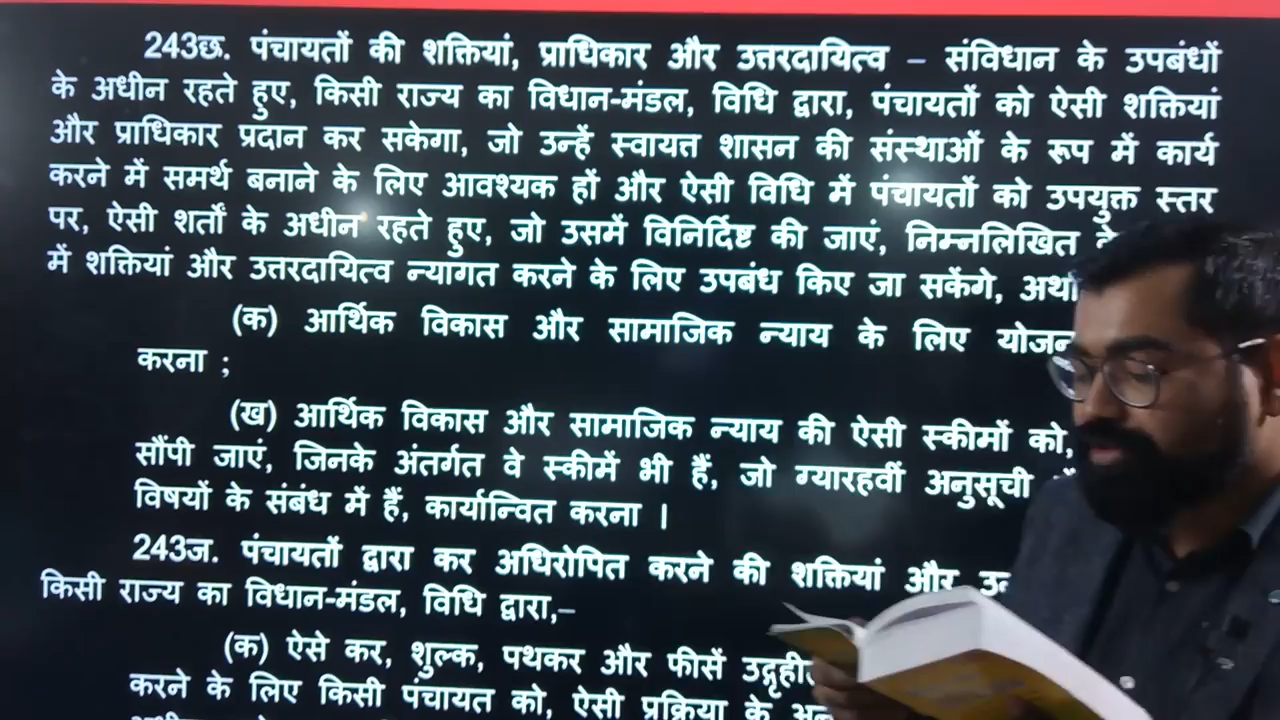 243छ. पंचायतों की शक्तियां, प्राधिकार और उत्तरदायित्व – संविधान के उपबंधों
के अधीन रहते हुए, किसी राज्य का विधान-मंडल, विधि द्वारा, पंचायतों को ऐसी शक्तियां
और प्राधिकार प्रदान कर सकेगा, जो उन्हें स्वायत्त शासन की संस्थाओं के रूप में कार्य
करने में समर्थ बनाने के लिए आवश्यक हों और ऐसी विधि में पंचायतों को उपयुक्त स्तर
पर, ऐसी शर्तों के अधीन रहते हुए, जो उसमें विनिर्दिष्ट की जाएं, निम्नलिखित
में शक्तियां और उत्तरदायित्व न्यागत करने के लिए उपबंध किए जा सकेंगे,
(क) आर्थिक विकास और सामाजिक न्याय के लिए
करना ;
(ख) आर्थिक विकास और सामाजिक न्याय की ऐसी स्कीमों को,
सौंपी जाएं, जिनके अंतर्गत वे स्कीमें भी हैं, जो ग्यारहवीं अनुसूची
विषयों के संबंध में हैं, कार्यान्वित करना ।
243ज. पंचायतों द्वारा कर अधिरोपित करने की शक्तियां और
किसी राज्य का विधान-मंडल, विधि द्वारा,–
(क) ऐसे कर, शुल्क, पथकर और फीसें
करने के लिए किसी पंचायत को, ऐसी प्रक्रिया के